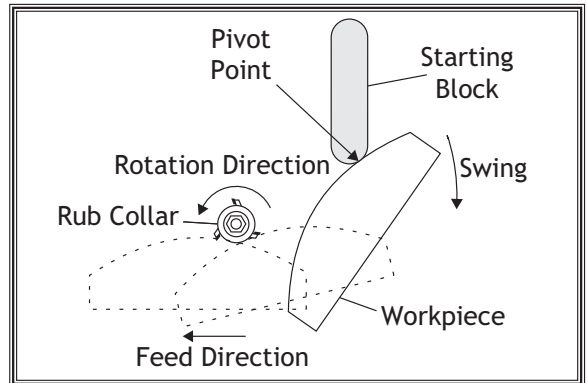 Pivot
Point
Starting
Block
Rotation Direction
Swing
Rub Collar
Workpiece
Feed Direction